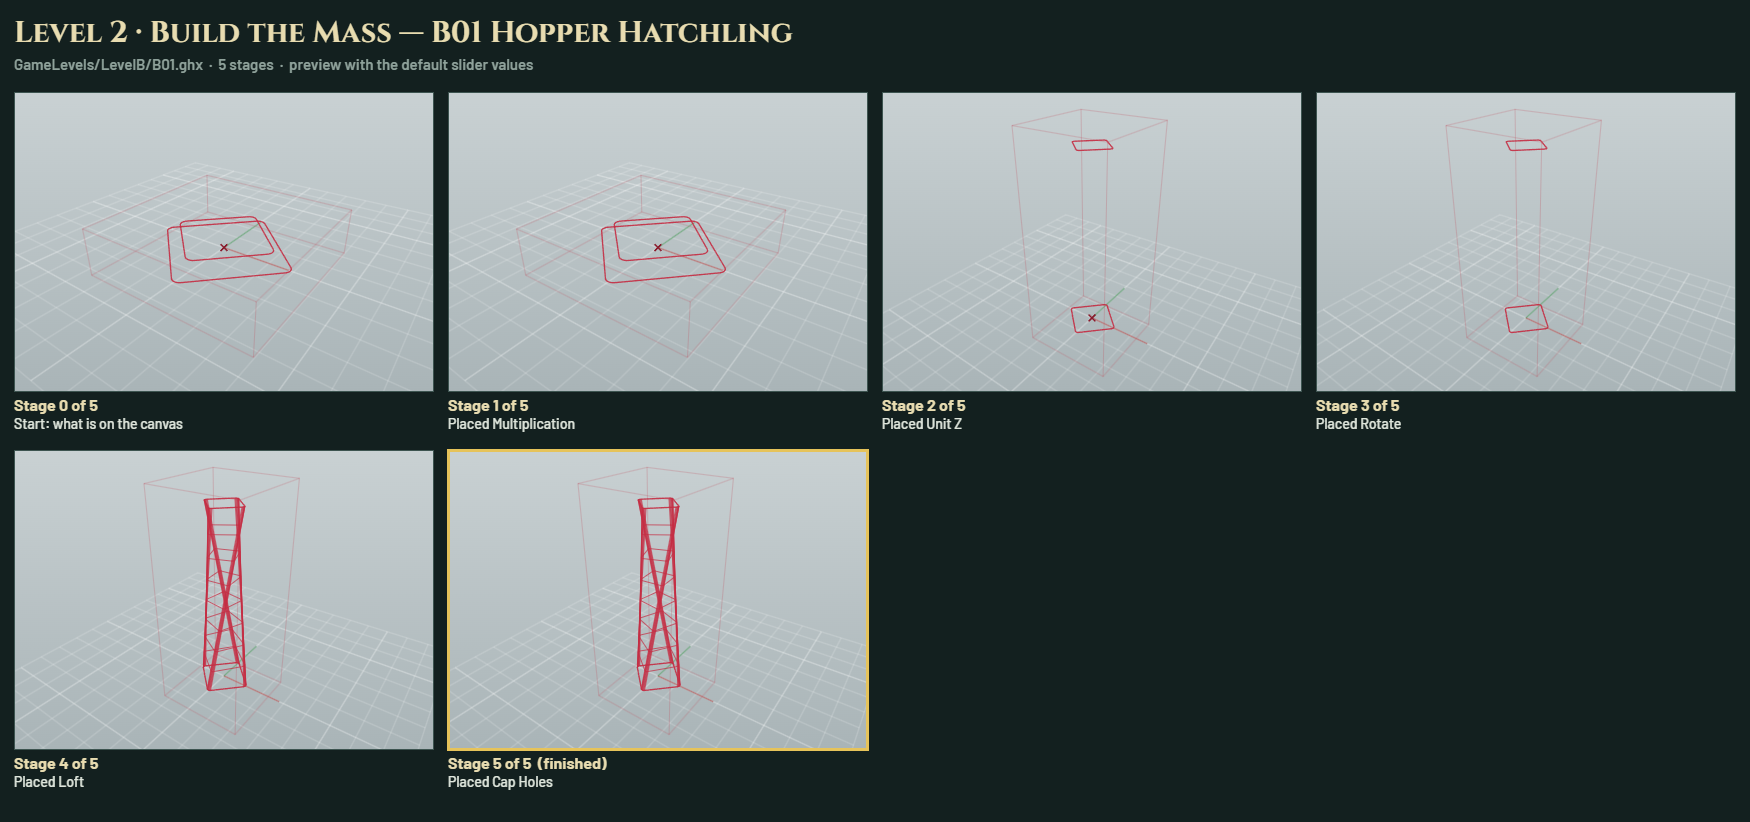 Level 2 · Build the Mass — B01 Hopper Hatchling
GameLevels/LevelB/B01.ghx · 5 stages · preview with the default slider values
Stage 0 of 5
Start: what is on the canvas
Stage 1 of 5
Placed Multiplication
Stage 2 of 5
Placed Unit Z
Stage 3 of 5
Placed Rotate
Stage 4 of 5
Placed Loft
Stage 5 of 5 (finished)
Placed Cap Holes